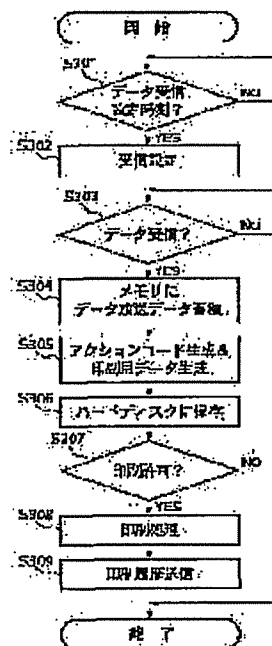 開始
S301
データ受信
設定時刻?
NO
YES
S302
受信設定
S303
データ受信?
NO
YES
S304
メモリに
データ放送データ蓄積
S305
アクションコード生成&
印刷用データ生成
S306
ハードディスクに保存
S307
印刷許可?
NO
YES
S308
印刷処理
S309
印刷履歴送信
終了